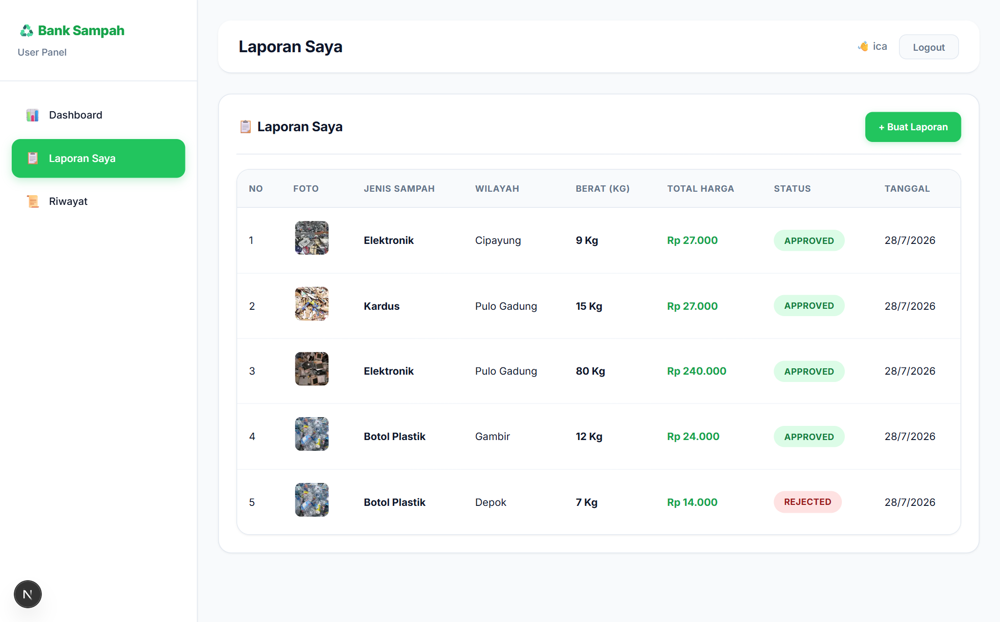 Bank Sampah
User Panel
Dashboard
Laporan Saya
Riwayat
Laporan Saya
ica
Logout
Laporan Saya
+ Buat Laporan
NO FOTO JENIS SAMPAH WILAYAH BERAT (KG) TOTAL HARGA STATUS TANGGAL
1 Elektronik Cipayung 9 Kg Rp 27.000 APPROVED 28/7/2026
2 Kardus Pulo Gadung 15 Kg Rp 27.000 APPROVED 28/7/2026
3 Elektronik Pulo Gadung 80 Kg Rp 240.000 APPROVED 28/7/2026
4 Botol Plastik Gambir 12 Kg Rp 24.000 APPROVED 28/7/2026
5 Botol Plastik Depok 7 Kg Rp 14.000 REJECTED 28/7/2026
N